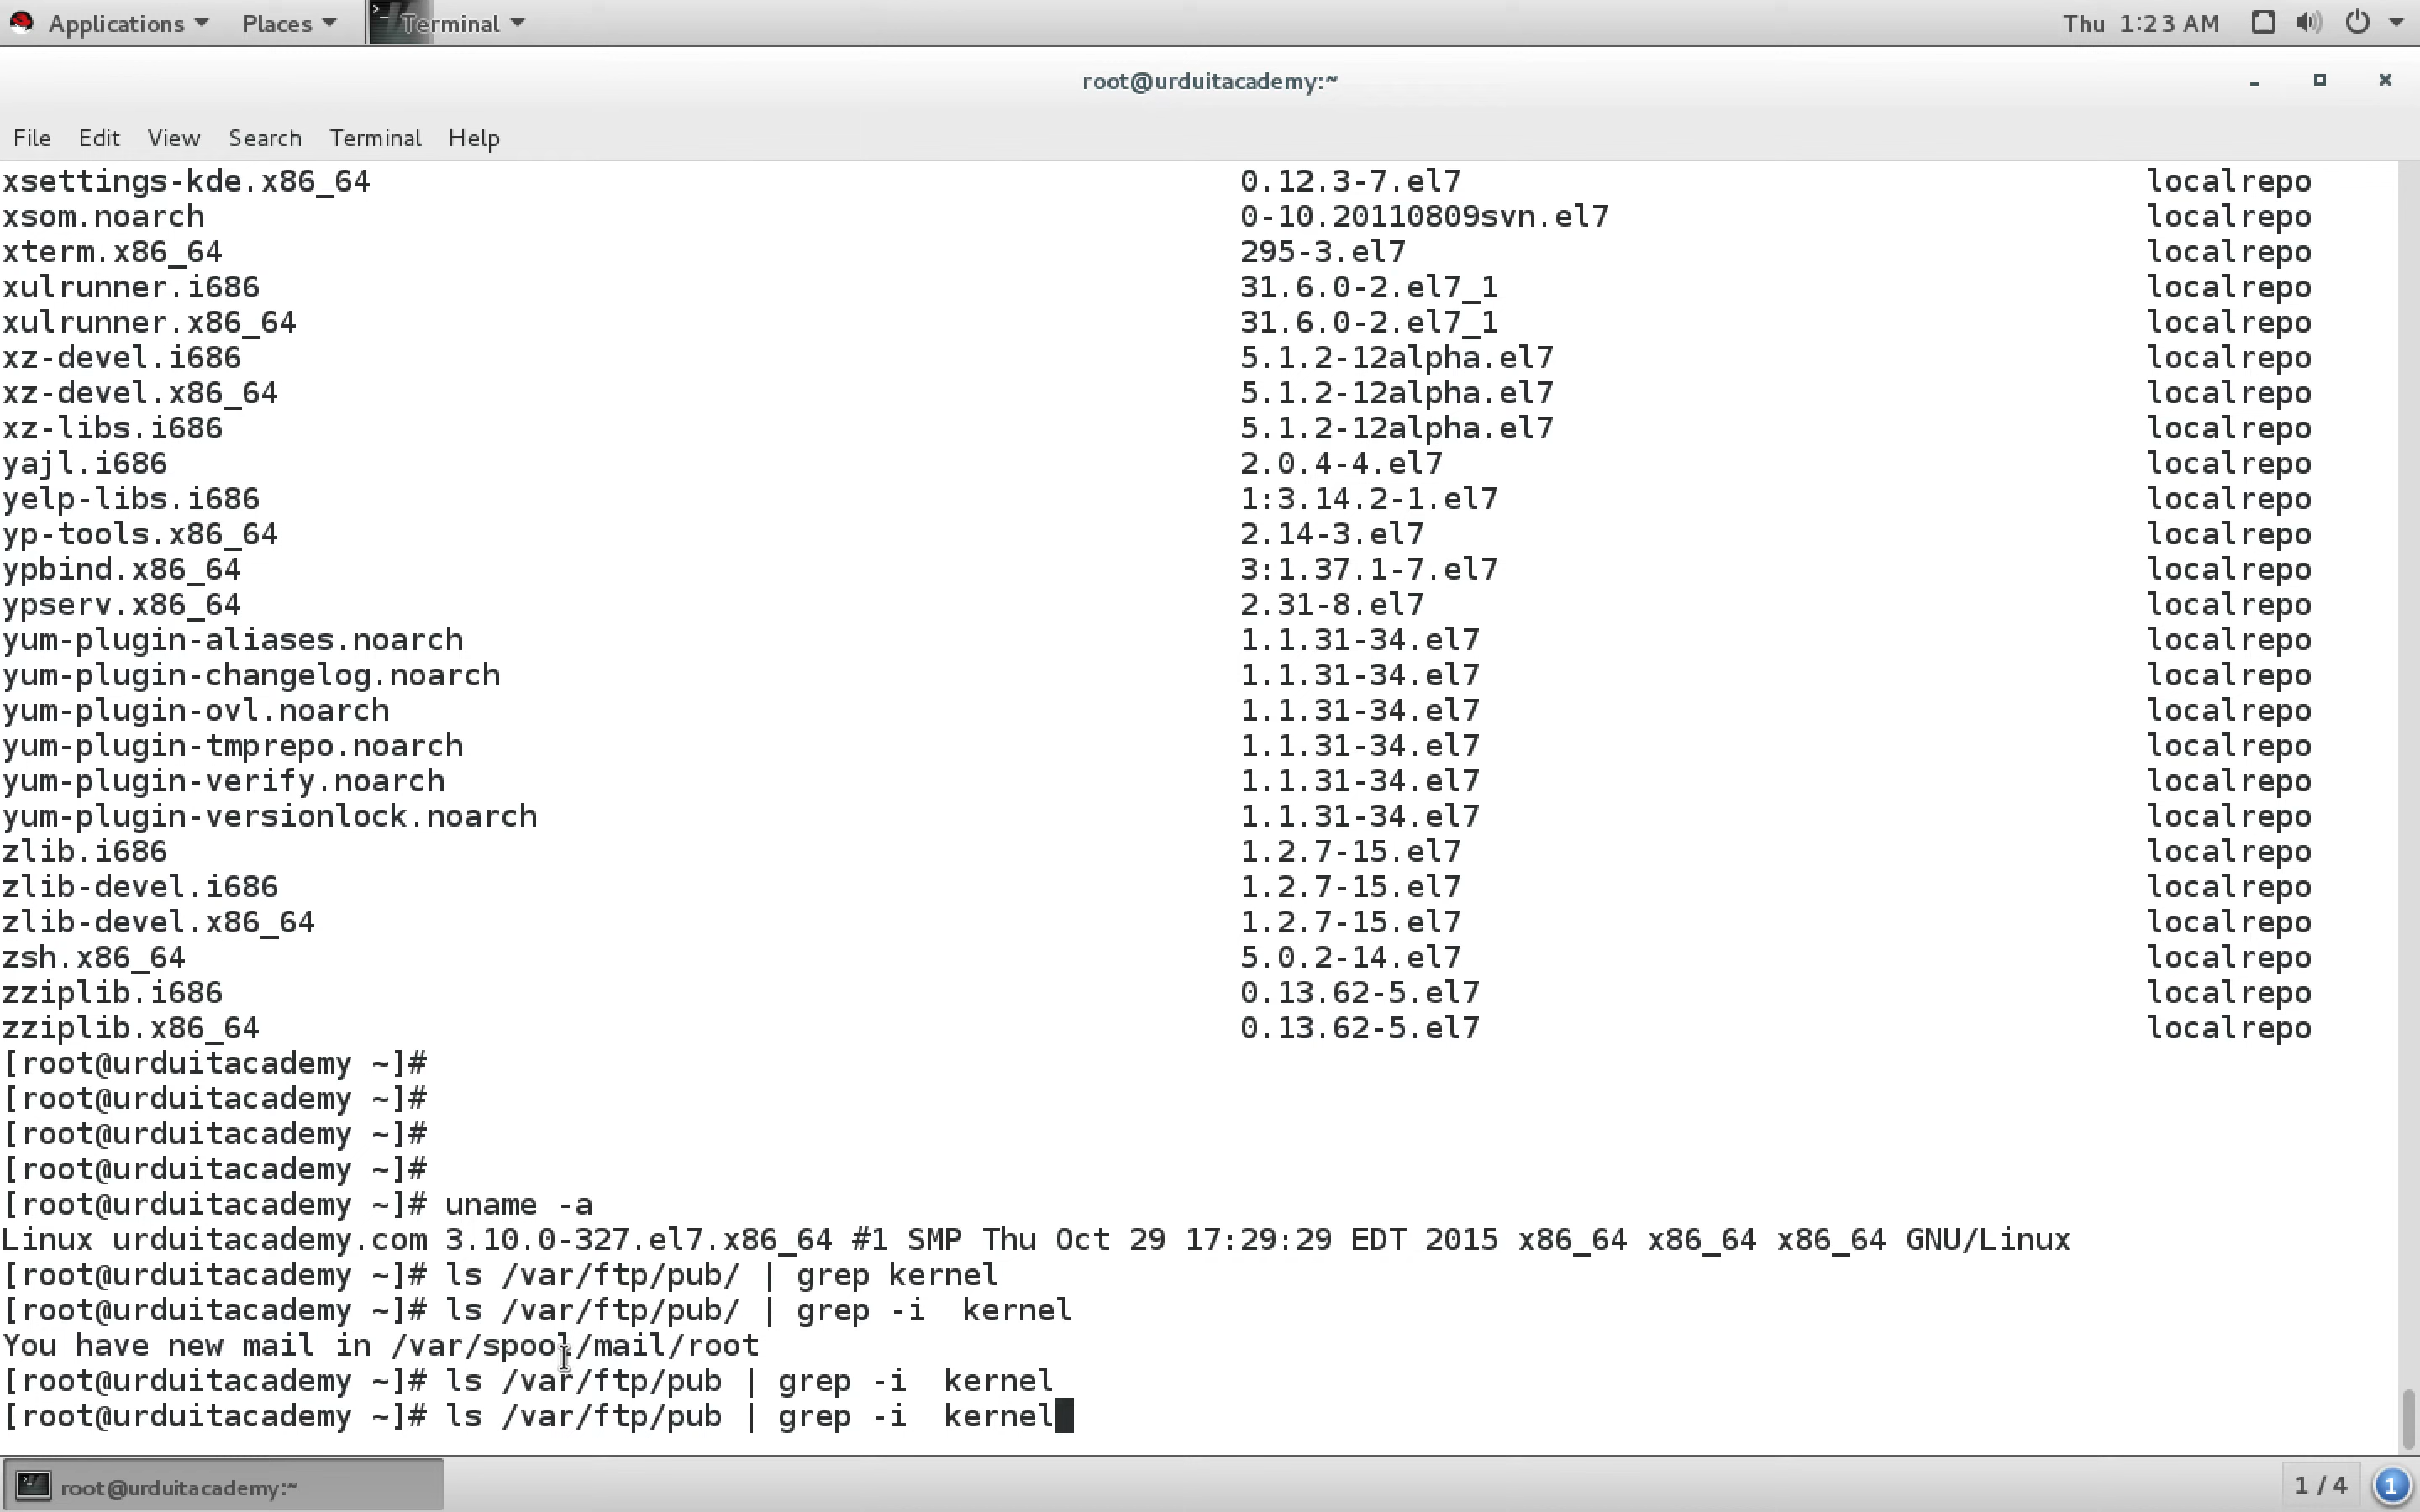 Applications Places Terminal Thu 1:23 AM
root@urduitacademy:~
File Edit View Search Terminal Help
xsettings-kde.x86_64 0.12.3-7.el7 localrepo
xsom.noarch 0-10.20110809svn.el7 localrepo
xterm.x86_64 295-3.el7 localrepo
xulrunner.i686 31.6.0-2.el7_1 localrepo
xulrunner.x86_64 31.6.0-2.el7_1 localrepo
xz-devel.i686 5.1.2-12alpha.el7 localrepo
xz-devel.x86_64 5.1.2-12alpha.el7 localrepo
xz-libs.i686 5.1.2-12alpha.el7 localrepo
yajl.i686 2.0.4-4.el7 localrepo
yelp-libs.i686 1:3.14.2-1.el7 localrepo
yp-tools.x86_64 2.14-3.el7 localrepo
ypbind.x86_64 3:1.37.1-7.el7 localrepo
ypserv.x86_64 2.31-8.el7 localrepo
yum-plugin-aliases.noarch 1.1.31-34.el7 localrepo
yum-plugin-changelog.noarch 1.1.31-34.el7 localrepo
yum-plugin-ovl.noarch 1.1.31-34.el7 localrepo
yum-plugin-tmprepo.noarch 1.1.31-34.el7 localrepo
yum-plugin-verify.noarch 1.1.31-34.el7 localrepo
yum-plugin-versionlock.noarch 1.1.31-34.el7 localrepo
zlib.i686 1.2.7-15.el7 localrepo
zlib-devel.i686 1.2.7-15.el7 localrepo
zlib-devel.x86_64 1.2.7-15.el7 localrepo
zsh.x86_64 5.0.2-14.el7 localrepo
zziplib.i686 0.13.62-5.el7 localrepo
zziplib.x86_64 0.13.62-5.el7 localrepo
[root@urduitacademy ~]#
[root@urduitacademy ~]#
[root@urduitacademy ~]#
[root@urduitacademy ~]#
[root@urduitacademy ~]# uname -a
Linux urduitacademy.com 3.10.0-327.el7.x86_64 #1 SMP Thu Oct 29 17:29:29 EDT 2015 x86_64 x86_64 x86_64 GNU/Linux
[root@urduitacademy ~]# ls /var/ftp/pub/ | grep kernel
[root@urduitacademy ~]# ls /var/ftp/pub/ | grep -i  kernel
You have new mail in /var/spool/mail/root
[root@urduitacademy ~]# ls /var/ftp/pub | grep -i  kernel
[root@urduitacademy ~]# ls /var/ftp/pub | grep -i  kernel
root@urduitacademy:~ 1 / 4 1